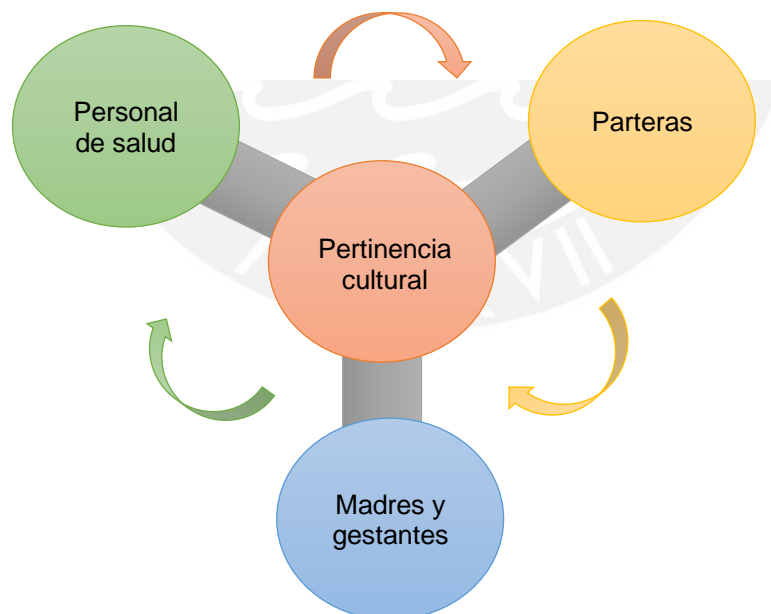 Personal
de salud
Parteras
Pertinencia
cultural
Madres y
gestantes